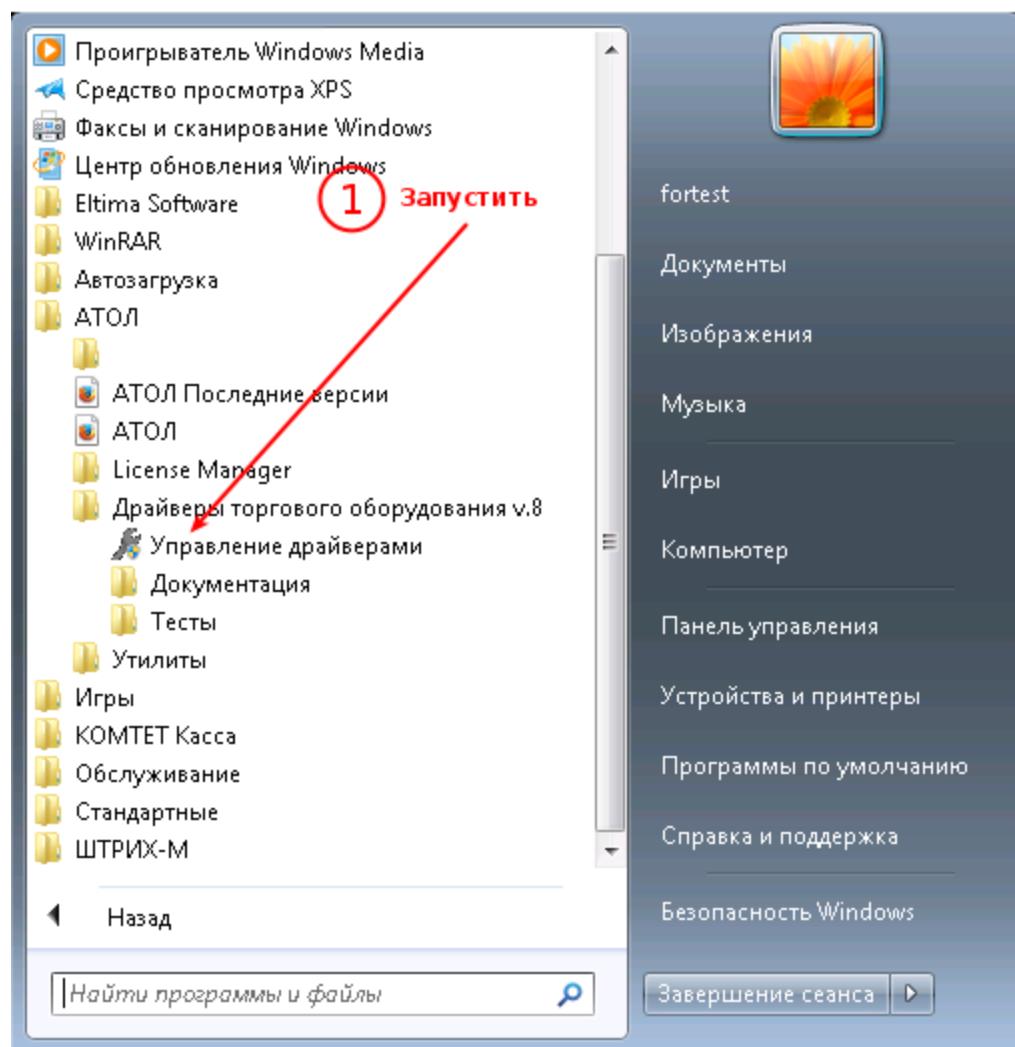 Проигрыватель Windows Media
Средство просмотра XPS
Факсы и сканирование Windows
Центр обновления Windows
1 Запустить
Eltima Software
WinRAR
Автозагрузка
АТОЛ
АТОЛ Последние версии
АТОЛ
License Manager
Драйверы торгового оборудования v.8
Управление драйверами
Документация
Тесты
Утилиты
Игры
КОМТЕТ Касса
Обслуживание
Стандартные
ШТРИХ-М
Назад
Найти программы и файлы
fortest
Документы
Изображения
Музыка
Игры
Компьютер
Панель управления
Устройства и принтеры
Программы по умолчанию
Справка и поддержка
Безопасность Windows
Завершение сеанса